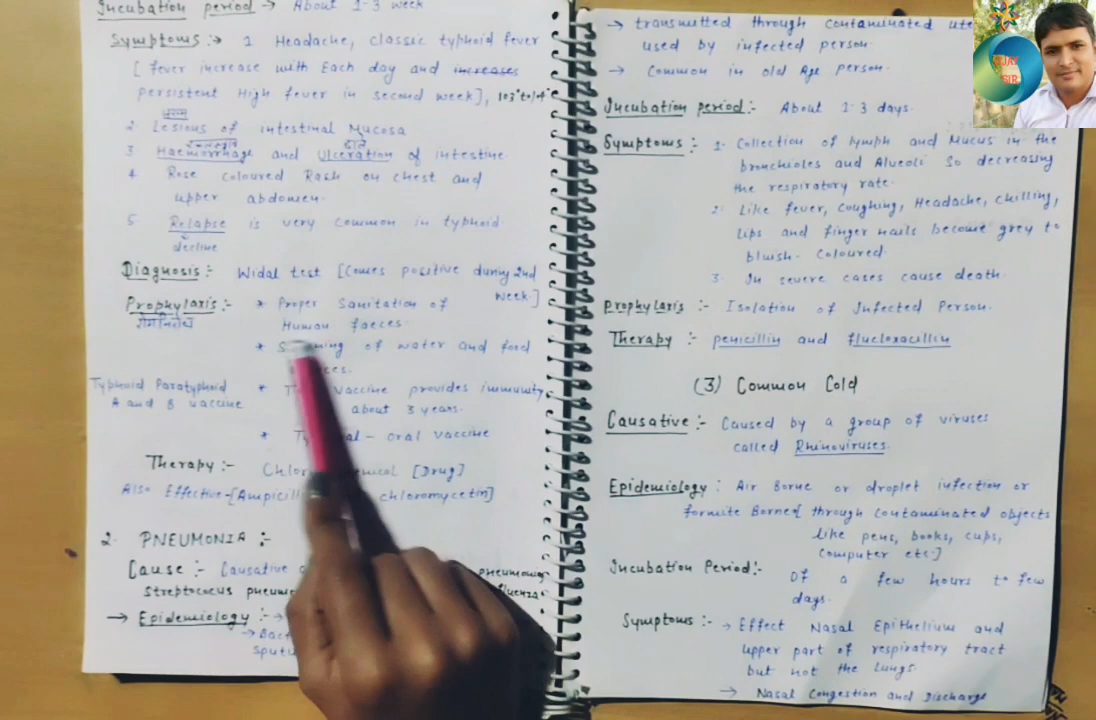 Incubation period → About 1-3 week
Symptoms :→ 1 Headache, classic typhoid fever
[ fever increase with Each day and increases
persistent High fever in second week], 103° to 104°
2 Lesions of intestinal Mucosa
3 Haemorrhage and Ulceration of intestine
4 Rose coloured Rash on chest and
upper abdomen.
5 Relapse is very common in typhoid
decline
Diagnosis :- Widal test [Comes positive during 2nd
week]
Prophylaxis :- * Proper Sanitation of
रोगनिरोध Human faeces.
* of water and food
Typhoid Paratyphoid * vaccine provides immunity
A and B vaccine about 3 years.
* - oral vaccine
Therapy :- [Drug]
Also Effective- chloromycetin]
2. PNEUMONIA :-
Cause :- Causative
Streptococus
→ Epidemiology :- →
→ transmitted through contaminated
used by infected person.
→ Common in old Age person.
Incubation period :- About 1-3 days.
Symptoms :- 1. Collection of lymph and Mucus in the
bronchioles and Alveoli so decreasing
the respiratory rate.
2. Like fever, coughing, Headache, chilling,
lips and finger nails become grey to
bluish- coloured.
3. In severe cases cause death.
Prophylaxis :- Isolation of Infected Person.
Therapy :- penicillin and flucloxacillin
(3) Common Cold
Causative :- Caused by a group of viruses
called Rhinoviruses.
Epidemiology : Air Borne or droplet infection or
formite Borne[ through contaminated objects
like pens, books, cups,
computer etc.]
Incubation Period :- Of a few hours to few
days.
Symptoms :- → Effect Nasal Epithelium and
upper part of respiratory tract
but not the Lungs.
→ Nasal Congestion and Discharge
SIR